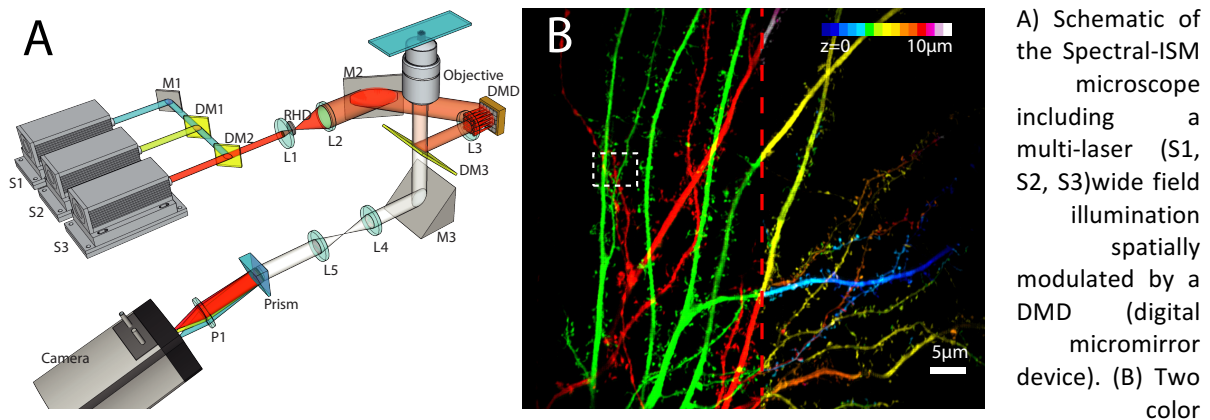 A
M1
DM1
DM2
RHD
L1
L2
M2
Objective
DMD
L3
DM3
M3
L4
L5
Prism
P1
Camera
S1
S2
S3
B
z=0 10µm
5µm
A) Schematic of
the Spectral-ISM
microscope
including a
multi-laser (S1,
S2, S3)wide field
illumination
spatially
modulated by a
DMD (digital
micromirror
device). (B) Two
color